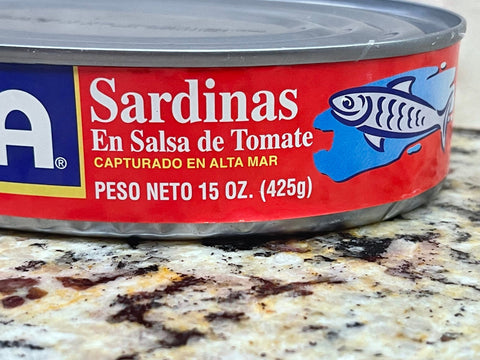 A®
Sardinas
En Salsa de Tomate
CAPTURADO EN ALTA MAR
PESO NETO 15 OZ. (425g)